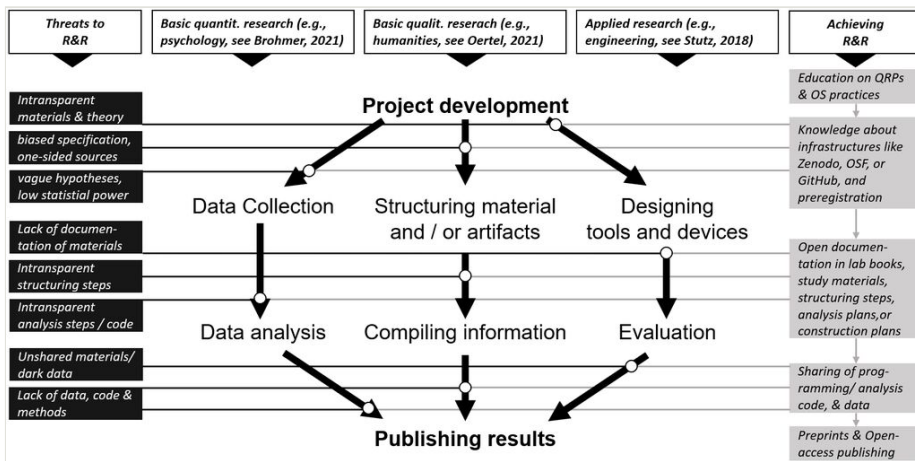 Threats to
R&R
Basic quantit. research (e.g.,
psychology, see Brohmer, 2021)
Basic qualit. reserach (e.g.,
humanities, see Oertel, 2021)
Applied research (e.g.,
engineering, see Stutz, 2018)
Achieving
R&R
Intransparent
materials & theory
biased specification,
one-sided sources
vague hypotheses,
low statistial power
Lack of documen-
tation of materials
Intransparent
structuring steps
Intransparent
analysis steps / code
Unshared materials/
dark data
Lack of data, code &
methods
Project development
Data Collection
Structuring material
and / or artifacts
Designing
tools and devices
Data analysis
Compiling information
Evaluation
Publishing results
Education on QRPs
& OS practices
Knowledge about
infrastructures like
Zenodo, OSF, or
GitHub, and
preregistration
Open documen-
tation in lab books,
study materials,
structuring steps,
analysis plans,or
construction plans
Sharing of prog-
ramming/ analysis
code, & data
Preprints & Open-
access publishing